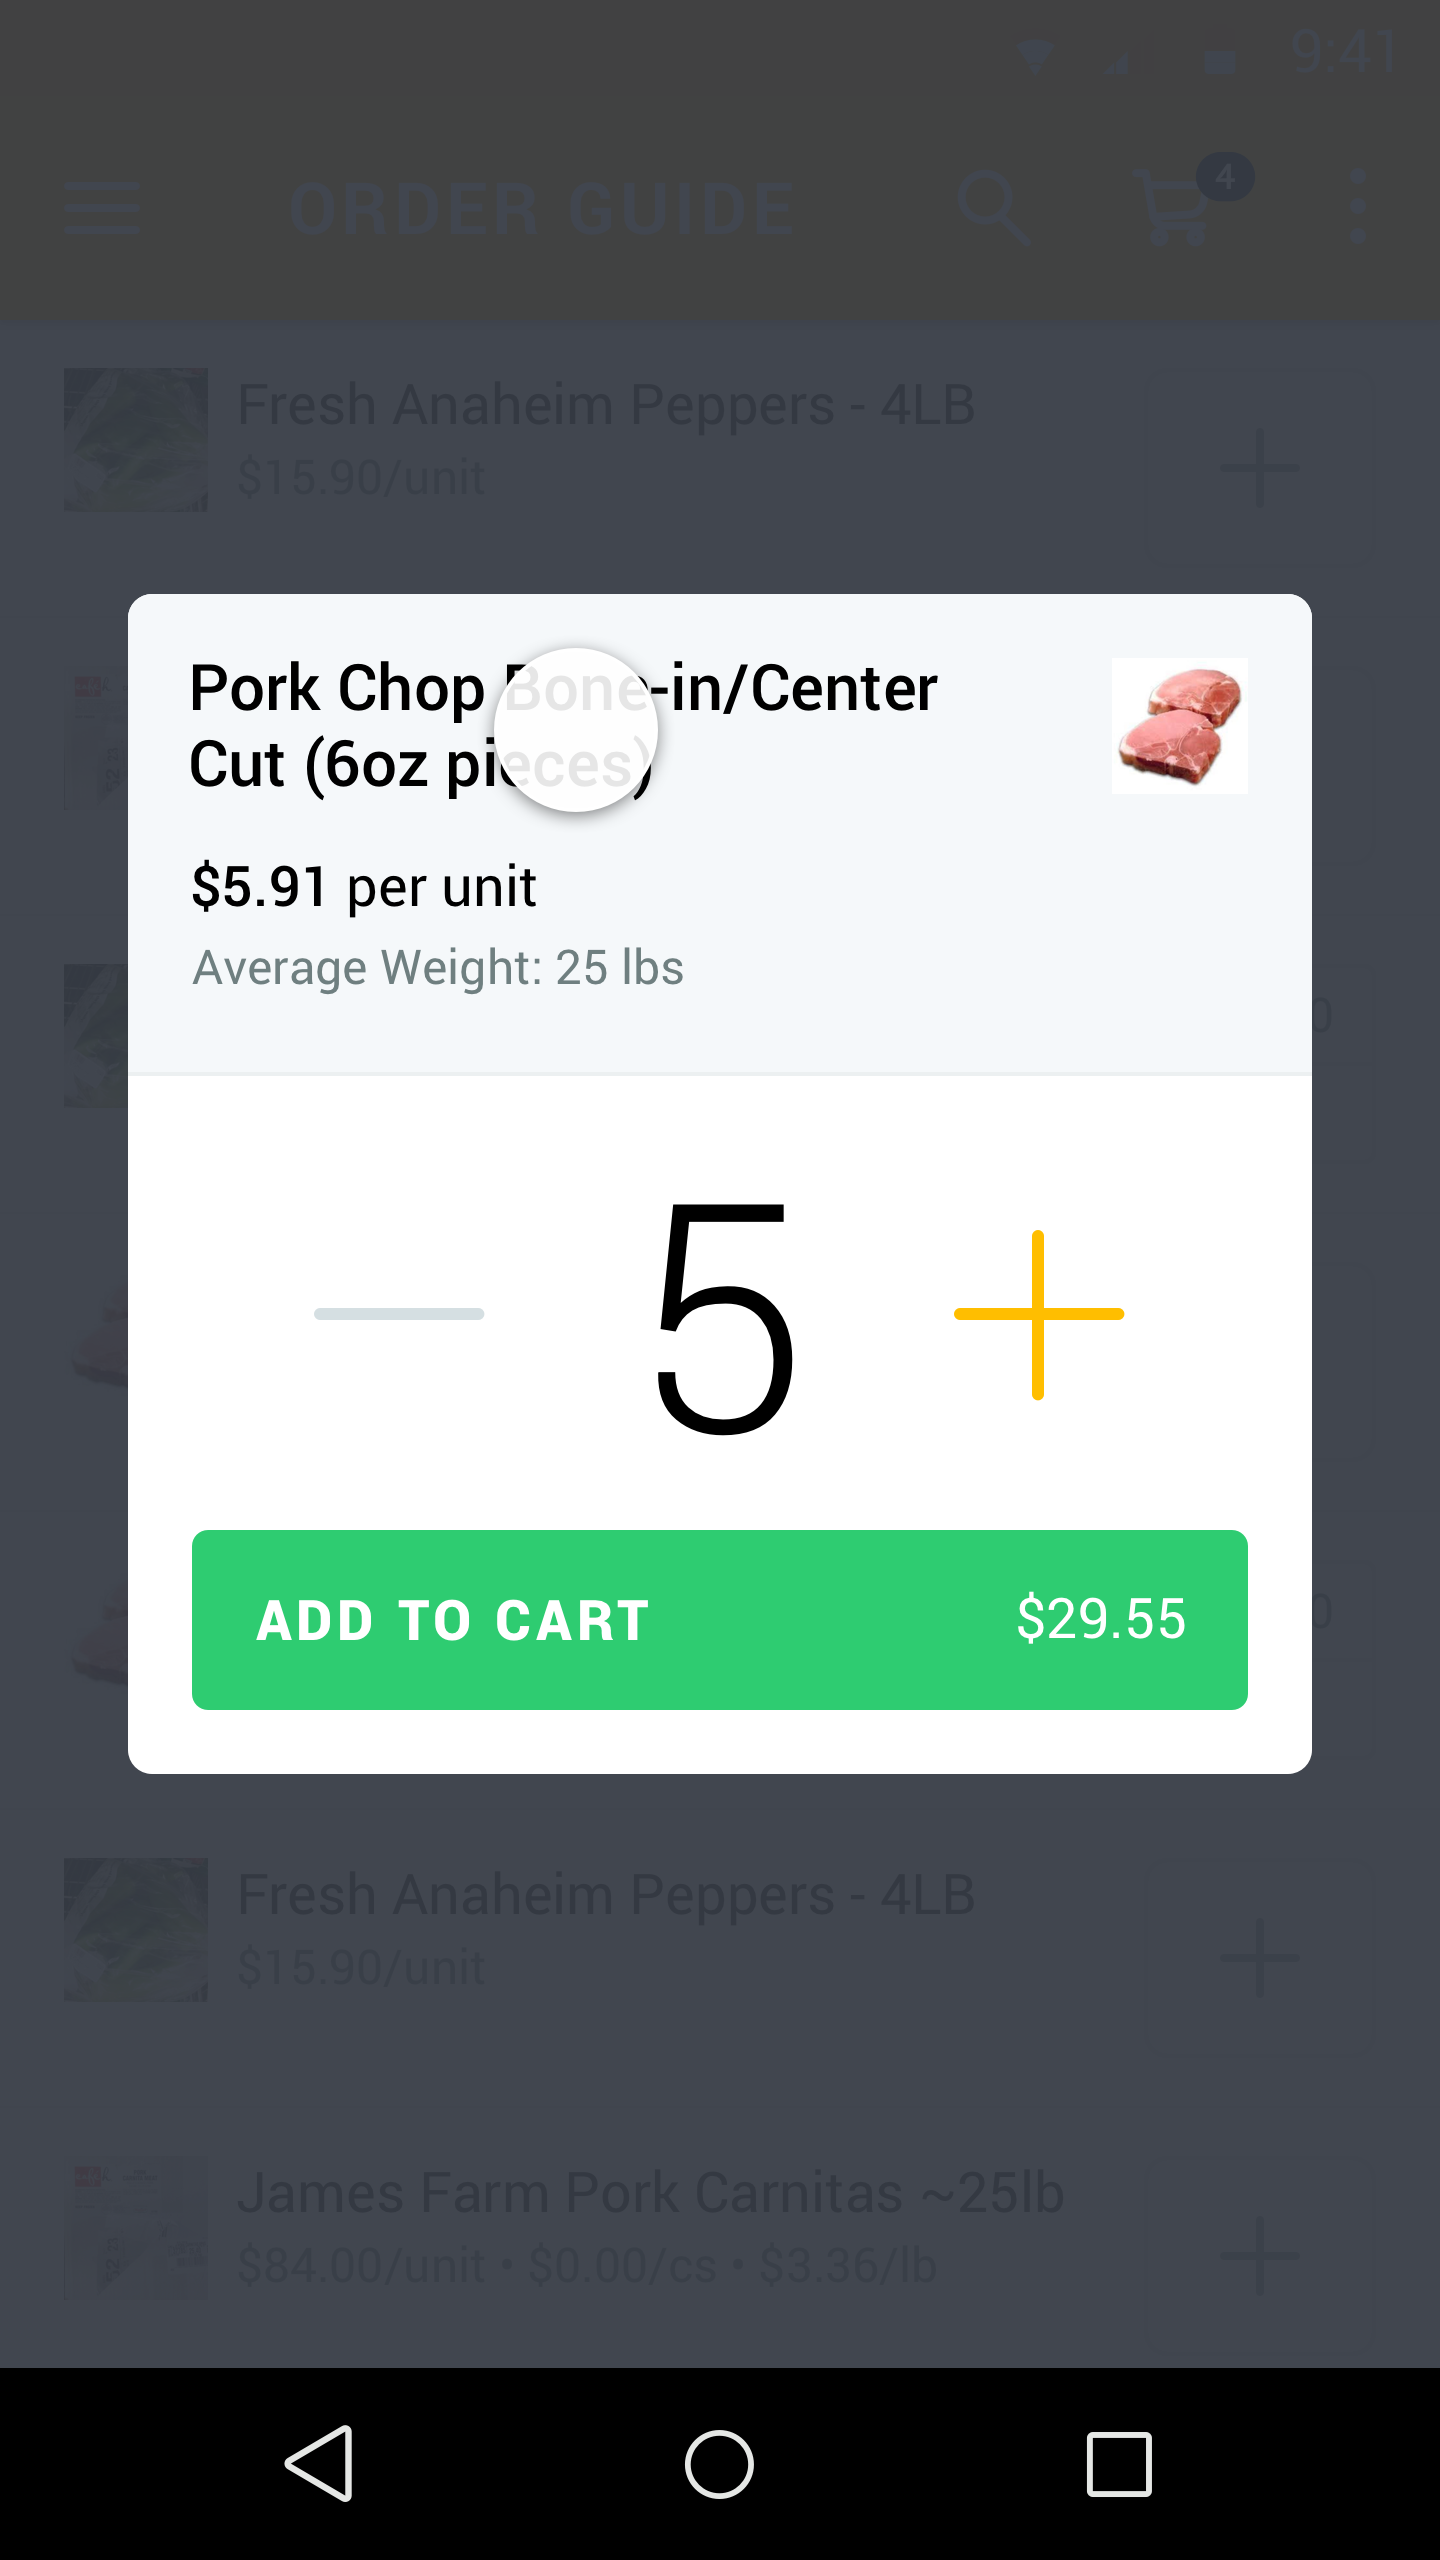 9:41
ORDER GUIDE
4
Fresh Anaheim Peppers - 4LB
$15.90/unit
Pork Chop Bone-in/Center
Cut (6oz pieces)
$5.91 per unit
Average Weight: 25 lbs
0
5
0
ADD TO CART
$29.55
Fresh Anaheim Peppers - 4LB
$15.90/unit
James Farm Pork Carnitas ~25lb
$84.00/unit • $0.00/cs • $3.36/lb